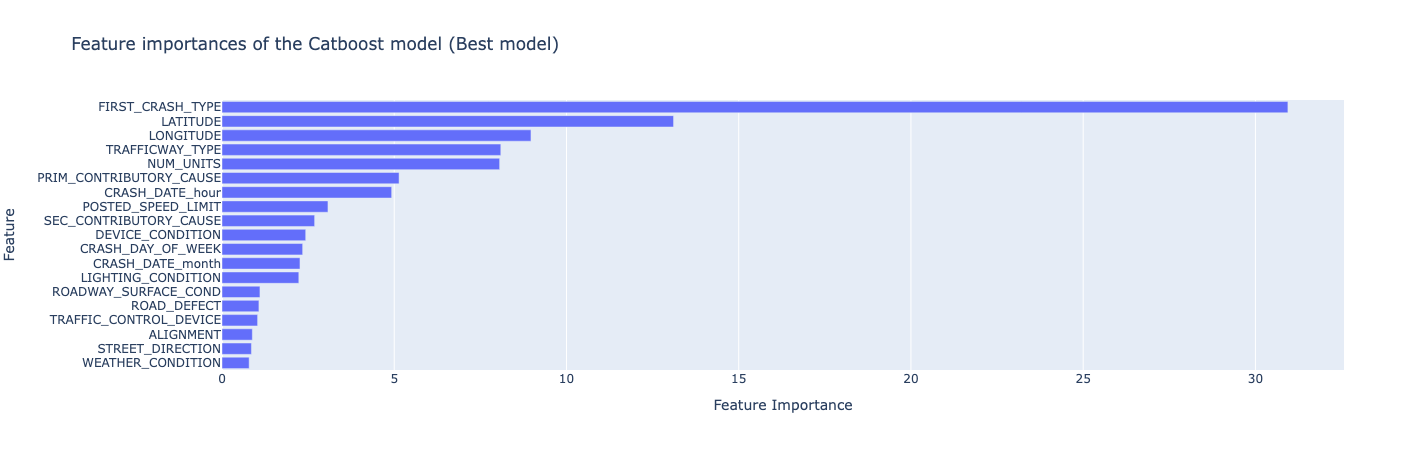 Feature importances of the Catboost model (Best model)
FIRST_CRASH_TYPE
LATITUDE
LONGITUDE
TRAFFICWAY_TYPE
NUM_UNITS
PRIM_CONTRIBUTORY_CAUSE
CRASH_DATE_hour
POSTED_SPEED_LIMIT
SEC_CONTRIBUTORY_CAUSE
DEVICE_CONDITION
CRASH_DAY_OF_WEEK
CRASH_DATE_month
LIGHTING_CONDITION
ROADWAY_SURFACE_COND
ROAD_DEFECT
TRAFFIC_CONTROL_DEVICE
ALIGNMENT
STREET_DIRECTION
WEATHER_CONDITION
Feature
0 5 10 15 20 25 30
Feature Importance